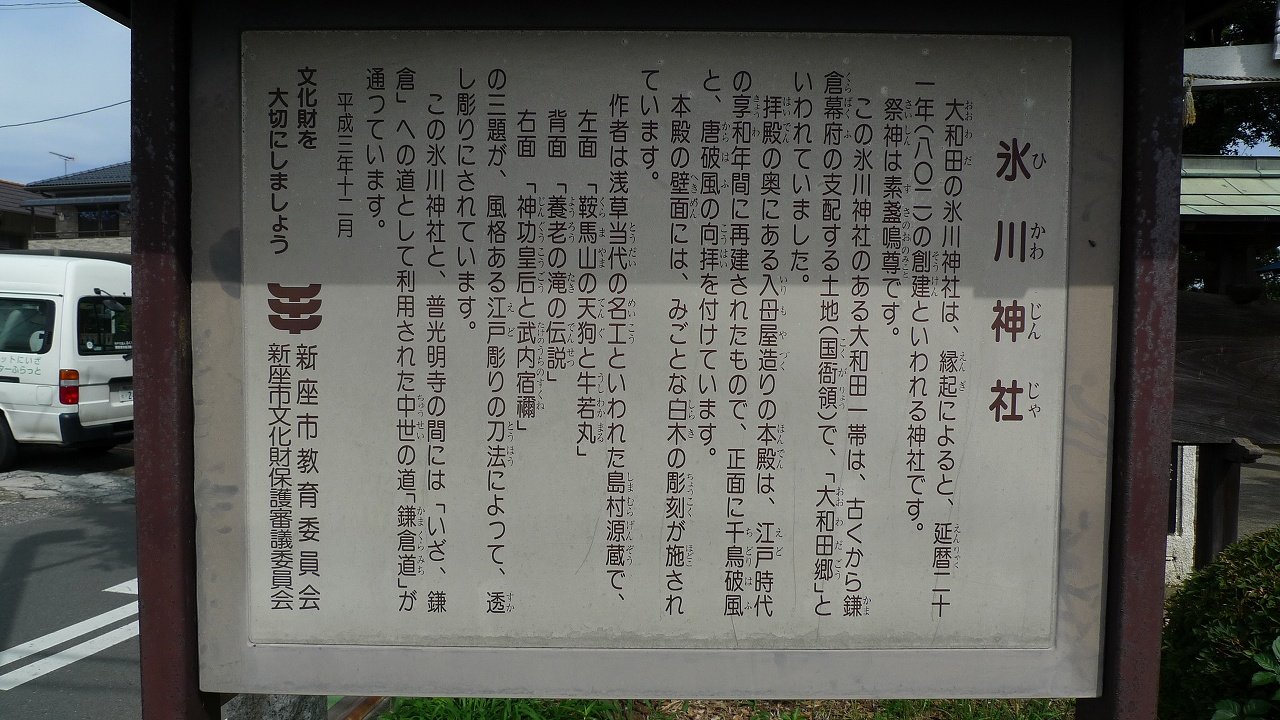 氷川神社
大和田の氷川神社は、縁起によると、延暦二十
一年(八〇二)の創建といわれる神社です。
祭神は素盞鳴尊です。
この氷川神社のある大和田一帯は、古くから鎌
倉幕府の支配する土地(国衙領)で、「大和田郷」と
いわれていました。
拝殿の奥にある入母屋造りの本殿は、江戸時代
の享和年間に再建されたもので、正面に千鳥破風
と、唐破風の向拝を付けています。
本殿の壁面には、みごとな白木の彫刻が施され
ています。
作者は浅草当代の名工といわれた島村源蔵で、
左面 「鞍馬山の天狗と牛若丸」
背面 「養老の滝の伝説」
右面 「神功皇后と武内宿禰」
の三題が、風格ある江戸彫りの刀法によって、透
し彫りにされています。
この氷川神社と、普光明寺の間には「いざ、鎌
倉」への道として利用された中世の道「鎌倉道」が
通っています。
平成三年十二月
文化財を
大切にしましょう
新座市教育委員会
新座市文化財保護審議委員会